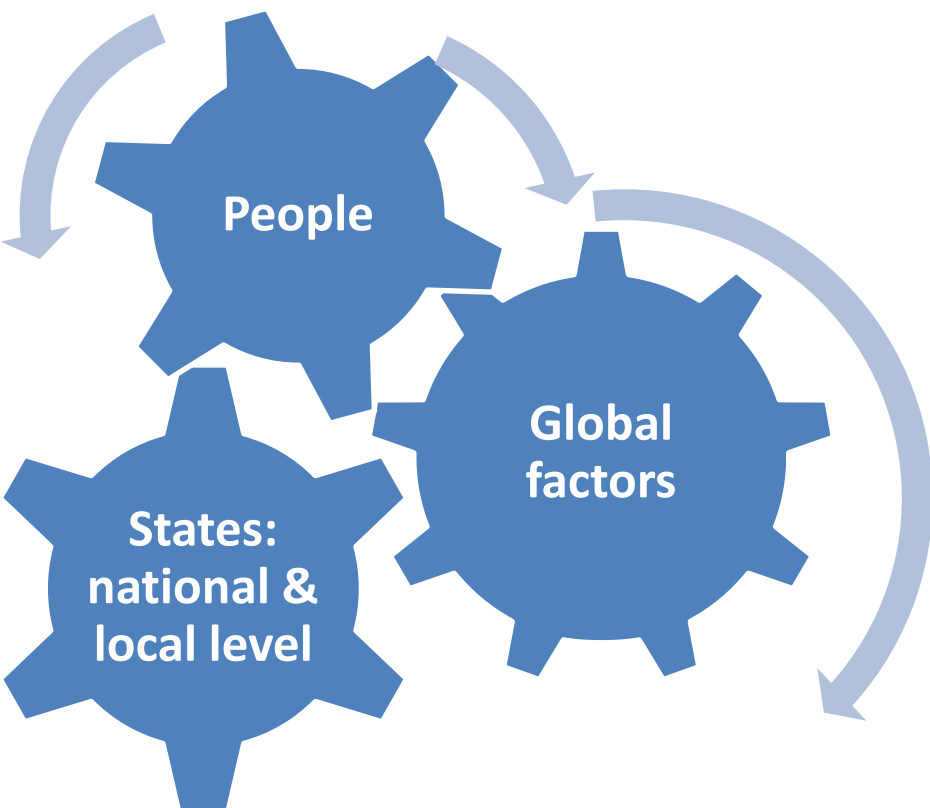 People
Global
factors
States:
national &
local level